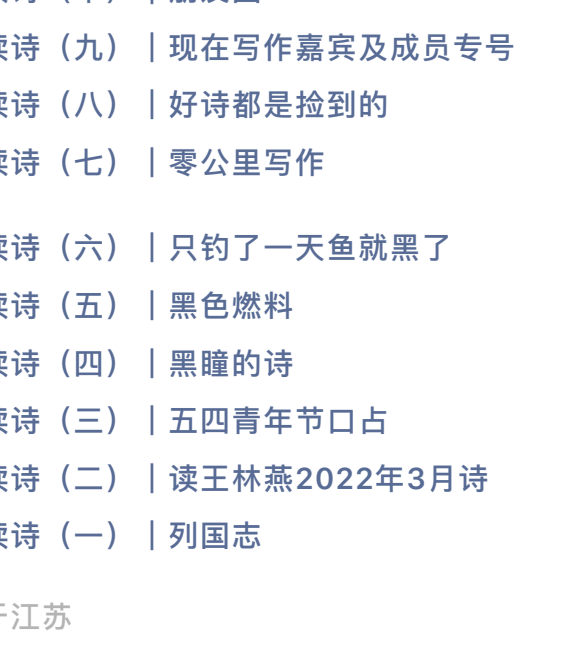 诗（九）｜现在写作嘉宾及成员专号
诗（八）｜好诗都是捡到的
诗（七）｜零公里写作
诗（六）｜只钓了一天鱼就黑了
诗（五）｜黑色燃料
诗（四）｜黑瞳的诗
诗（三）｜五四青年节口占
诗（二）｜读王林燕2022年3月诗
诗（一）｜列国志
江苏